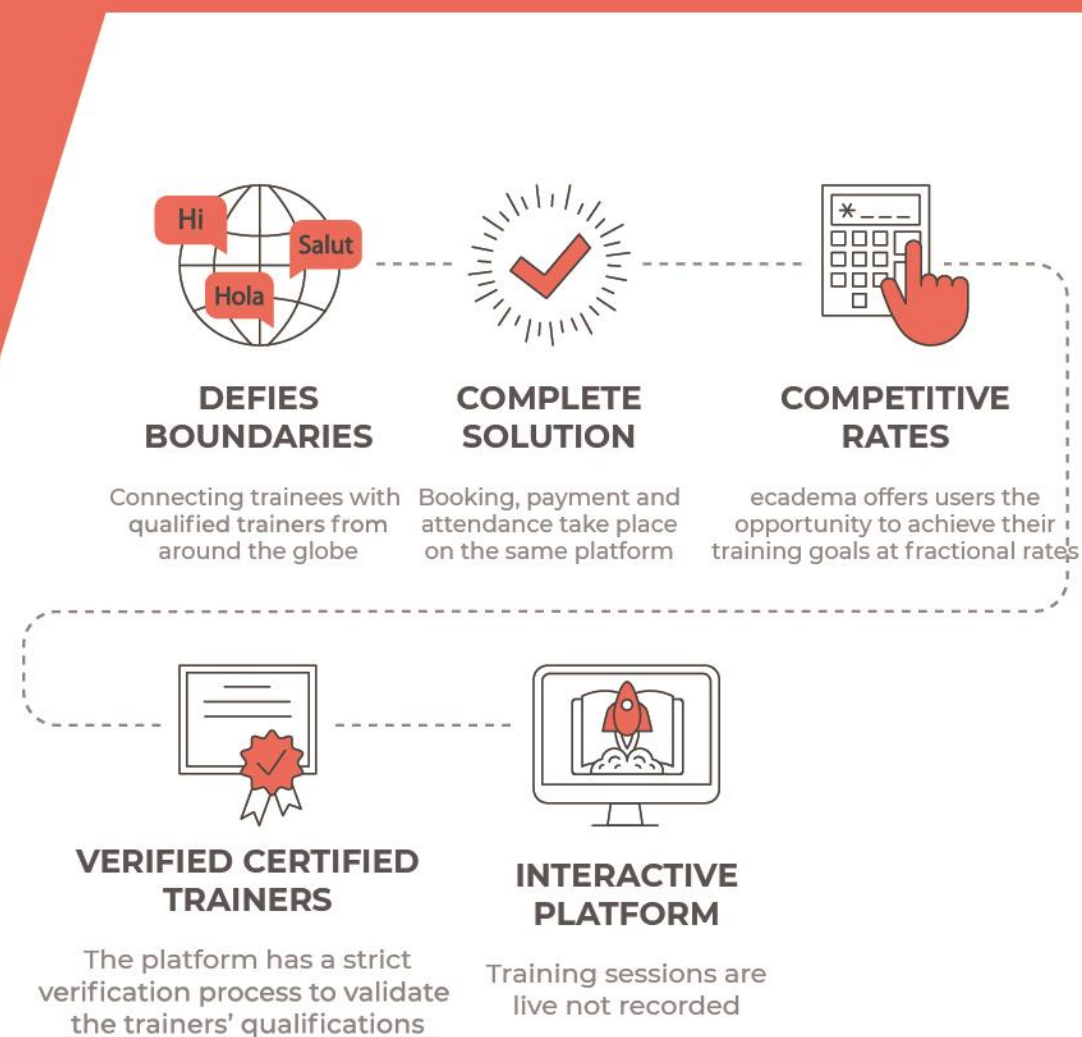 Hi
Salut
Hola
DEFIES
BOUNDARIES
Connecting trainees with
qualified trainers from
around the globe
COMPLETE
SOLUTION
Booking, payment and
attendance take place
on the same platform
* _ _ _ _
COMPETITIVE
RATES
ecadema offers users the
opportunity to achieve their
training goals at fractional rates
VERIFIED CERTIFIED
TRAINERS
The platform has a strict
verification process to validate
the trainers’ qualifications
INTERACTIVE
PLATFORM
Training sessions are
live not recorded